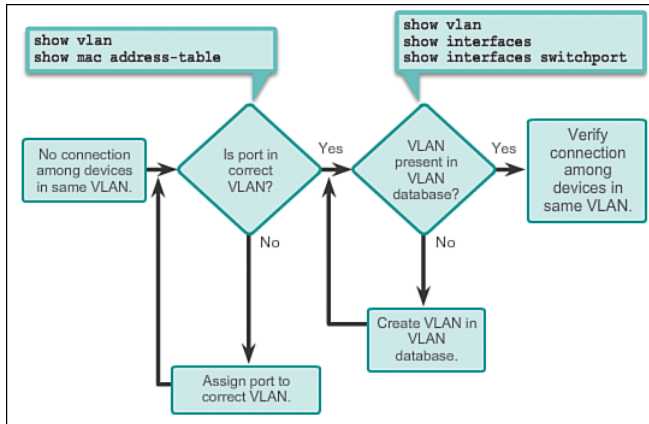 show vlan
show mac address-table
show vlan
show interfaces
show interfaces switchport
No connection
among devices
in same VLAN.
Is port in
correct
VLAN?
Yes
VLAN
present in
VLAN
database?
Yes
Verify
connection
among
devices in
same VLAN.
No
No
Create VLAN in
VLAN
database.
Assign port to
correct VLAN.